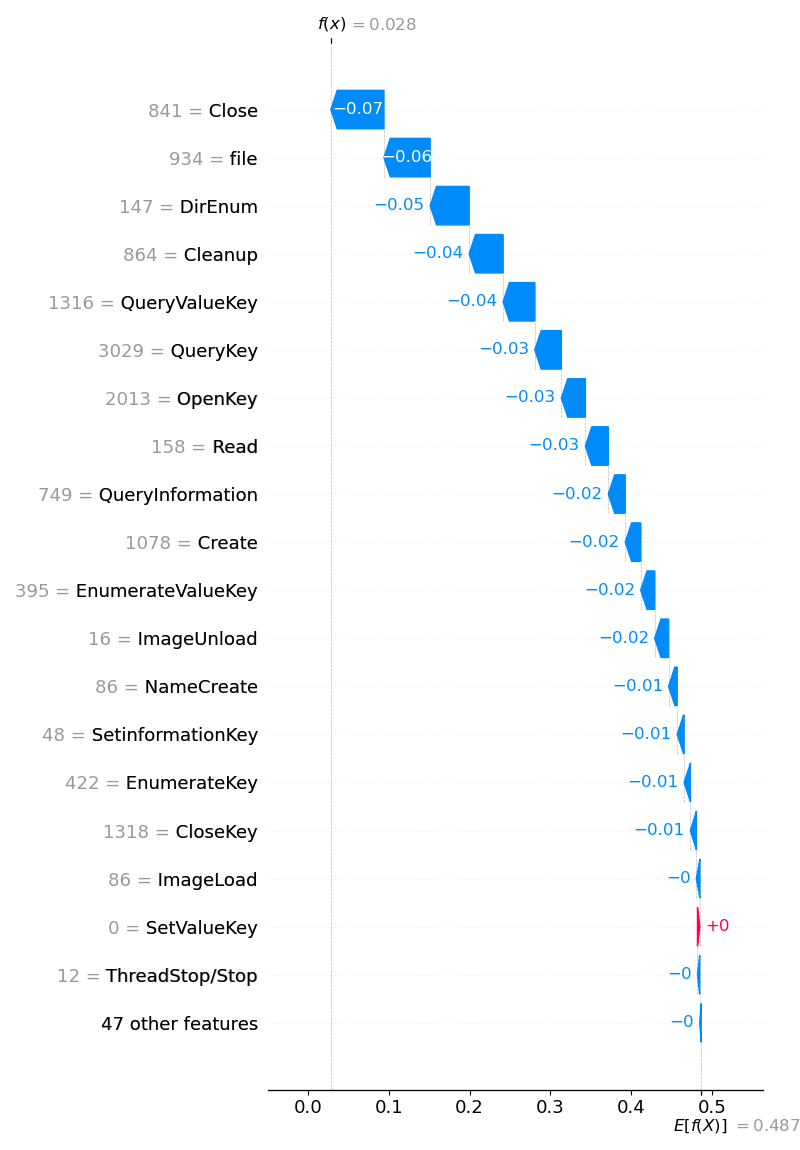 f(x) = 0.028
841 = Close −0.07
934 = file −0.06
147 = DirEnum −0.05
864 = Cleanup −0.04
1316 = QueryValueKey −0.04
3029 = QueryKey −0.03
2013 = OpenKey −0.03
158 = Read −0.03
749 = QueryInformation −0.02
1078 = Create −0.02
395 = EnumerateValueKey −0.02
16 = ImageUnload −0.02
86 = NameCreate −0.01
48 = SetinformationKey −0.01
422 = EnumerateKey −0.01
1318 = CloseKey −0.01
86 = ImageLoad −0
0 = SetValueKey +0
12 = ThreadStop/Stop −0
47 other features −0
0.0 0.1 0.2 0.3 0.4 0.5
E[f(X)] = 0.487